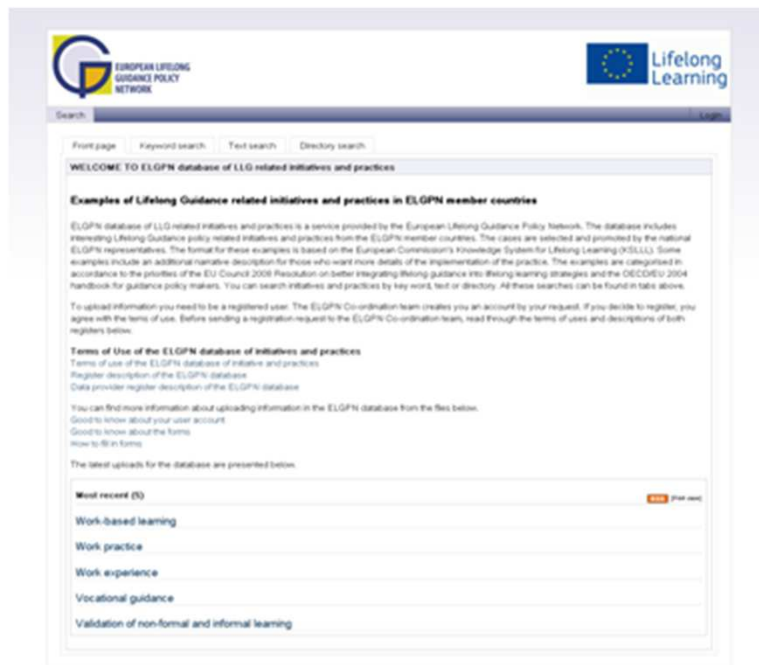 EUROPEAN LIFELONG
GUIDANCE POLICY
NETWORK
Lifelong
Learning
Search
Login
Front page
Keyword search
Text search
Directory search
WELCOME TO ELGPN database of LLG related initiatives and practices
Examples of Lifelong Guidance related initiatives and practices in ELGPN member countries
ELGPN database of LLG related initiatives and practices is a service provided by the European Lifelong Guidance Policy Network. The database includes
interesting Lifelong Guidance policy related initiatives and practices from the ELGPN member countries. The cases are selected and promoted by the national
ELGPN representatives. The format for these examples is based on the European Commission's Knowledge System for Lifelong Learning (KSLLL). Some
examples include an additional narrative description for those who want more details of the implementation of the practice. The examples are categorised in
accordance to the priorities of the EU Council 2008 Resolution on better integrating lifelong guidance into lifelong learning strategies and the OECD/EU 2004
handbook for guidance policy makers. You can search initiatives and practices by key word, text or directory. All these searches can be found in tabs above.
To upload information you need to be a registered user. The ELGPN Co-ordination team creates you an account by your request. If you decide to register, you
agree with the terms of use. Before sending a registration request to the ELGPN Co-ordination team, read through the terms of uses and descriptions of both
registers below.
Terms of Use of the ELGPN database of initiatives and practices
Terms of use of the ELGPN database of initiative and practices
Register description of the ELGPN database
Data provider register description of the ELGPN database
You can find more information about uploading information in the ELGPN database from the files below.
Good to know about your user account
Good to know about the forms
How to fill in forms
The latest uploads for the database are presented below.
Most recent (5)
RSS [Print view]
Work-based learning
Work practice
Work experience
Vocational guidance
Validation of non-formal and informal learning